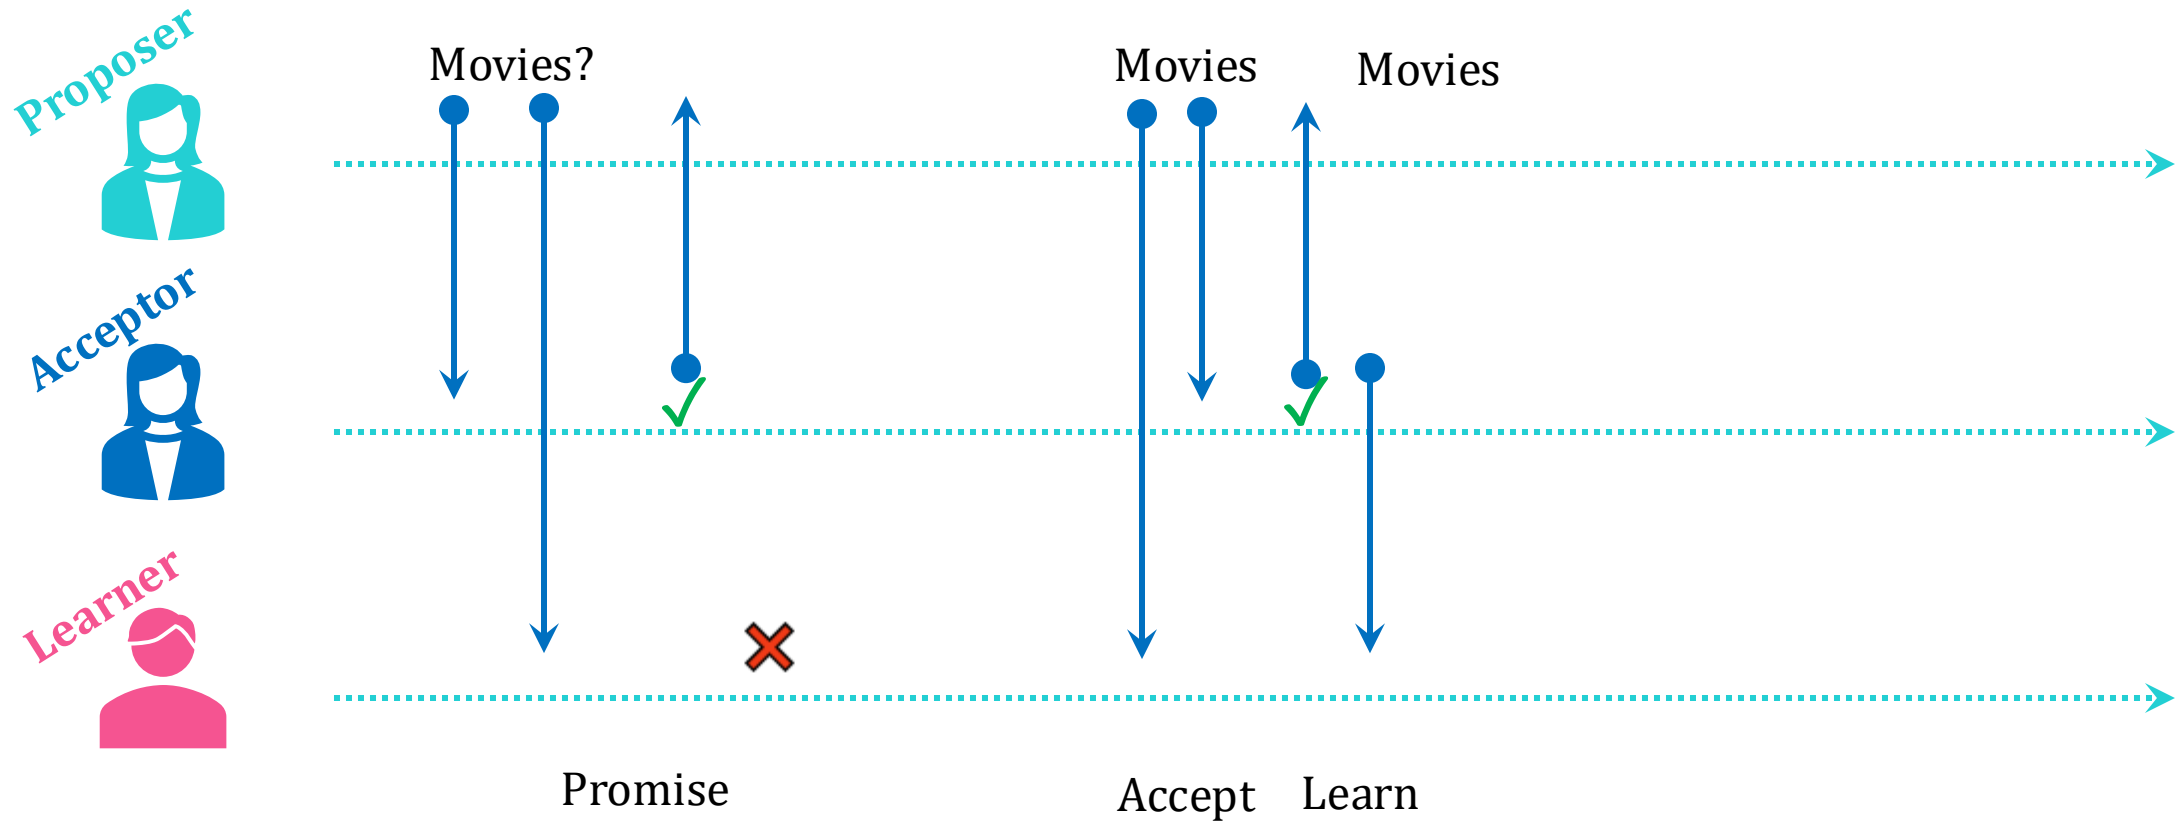 Proposer
Movies?
Movies
Movies
Acceptor
Learner
Promise
Accept
Learn